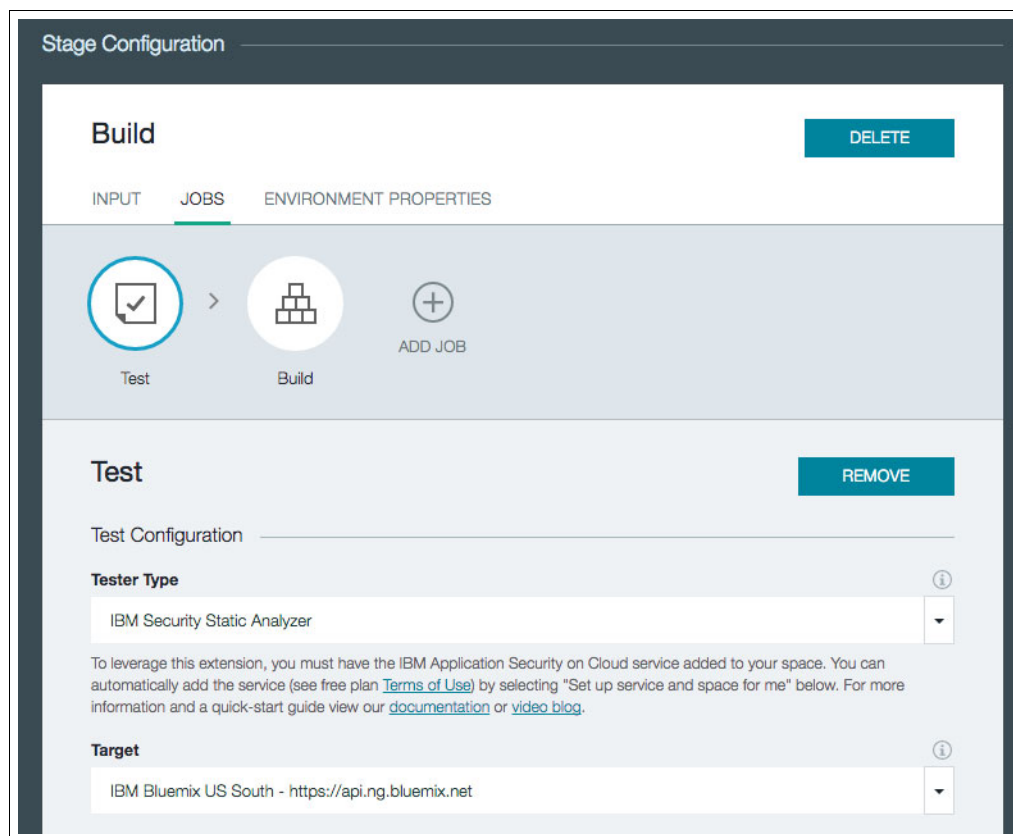 Stage Configuration
Build
DELETE
INPUT JOBS ENVIRONMENT PROPERTIES
ADD JOB
Test Build
Test
REMOVE
Test Configuration
Tester Type
IBM Security Static Analyzer
To leverage this extension, you must have the IBM Application Security on Cloud service added to your space. You can
automatically add the service (see free plan Terms of Use) by selecting "Set up service and space for me" below. For more
information and a quick-start guide view our documentation or video blog.
Target
IBM Bluemix US South - https://api.ng.bluemix.net